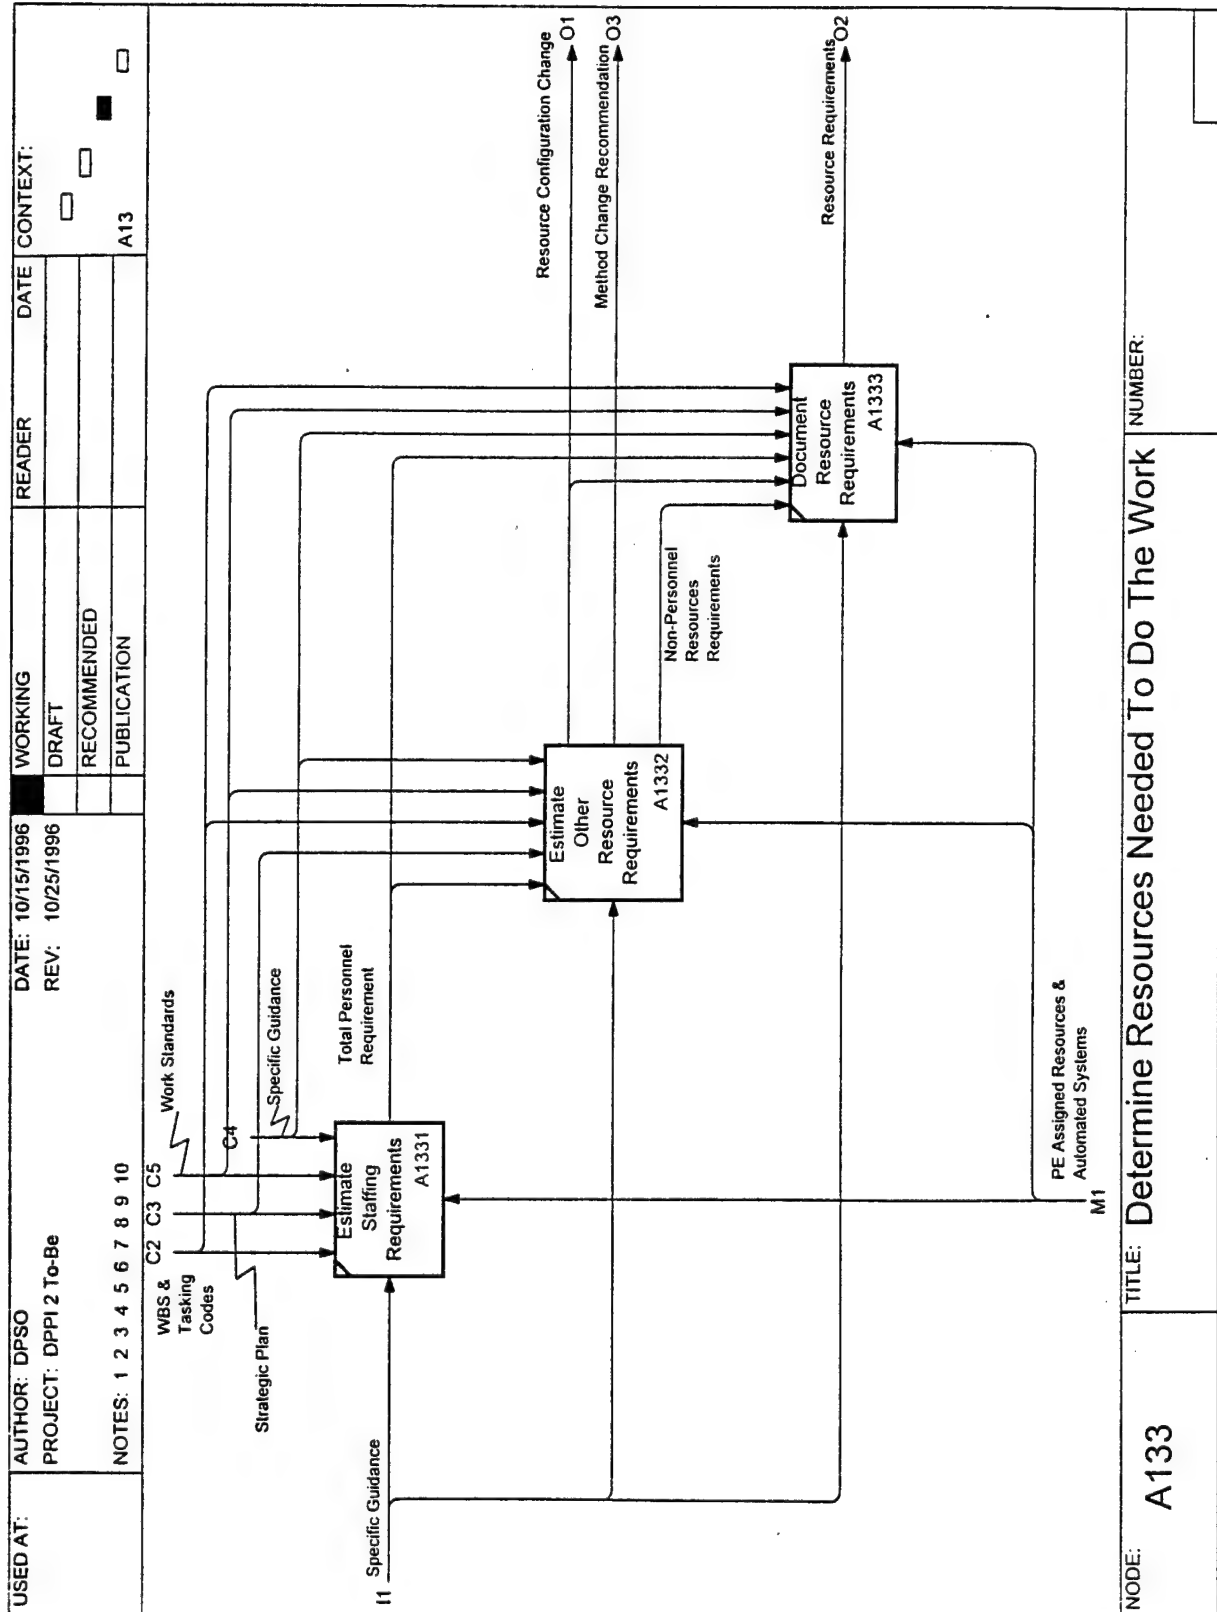 USED AT:
AUTHOR: DPSO
PROJECT: DPPI 2 To-Be
NOTES: 1 2 3 4 5 6 7 8 9 10
DATE: 10/15/1996
REV: 10/25/1996
WORKING
DRAFT
RECOMMENDED
PUBLICATION
READER
DATE
CONTEXT:
A13
C2
C3
C5
C4
WBS &
Tasking
Codes
Work Standards
Strategic Plan
Specific Guidance
I1
Specific Guidance
Estimate
Staffing
Requirements
A1331
Total Personnel
Requirement
Estimate
Other
Resource
Requirements
A1332
Non-Personnel
Resources
Requirements
Document
Resource
Requirements
A1333
Resource Configuration Change
O1
Method Change Recommendation
O3
Resource Requirements
O2
PE Assigned Resources &
Automated Systems
M1
NODE:
A133
TITLE:
Determine Resources Needed To Do The Work
NUMBER: